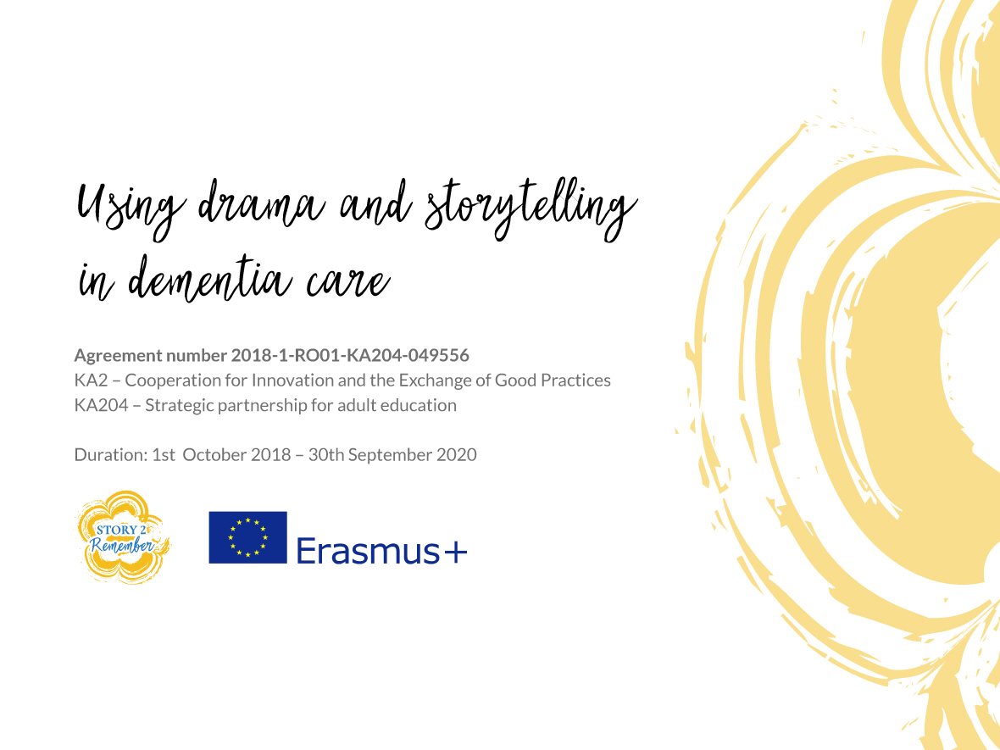 Using drama and storytelling
in dementia care
Agreement number 2018-1-RO01-KA204-049556
KA2 – Cooperation for Innovation and the Exchange of Good Practices
KA204 – Strategic partnership for adult education
Duration: 1st  October 2018 – 30th September 2020
STORY 2
Remember
Erasmus+